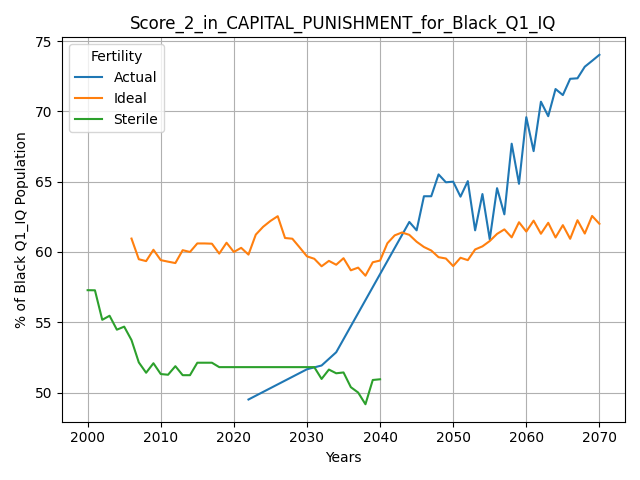 Score_2_in_CAPITAL_PUNISHMENT_for_Black_Q1_IQ
75
70
65
60
55
50
% of Black Q1_IQ Population
Fertility
Actual
Ideal
Sterile
2000 2010 2020 2030 2040 2050 2060 2070
Years